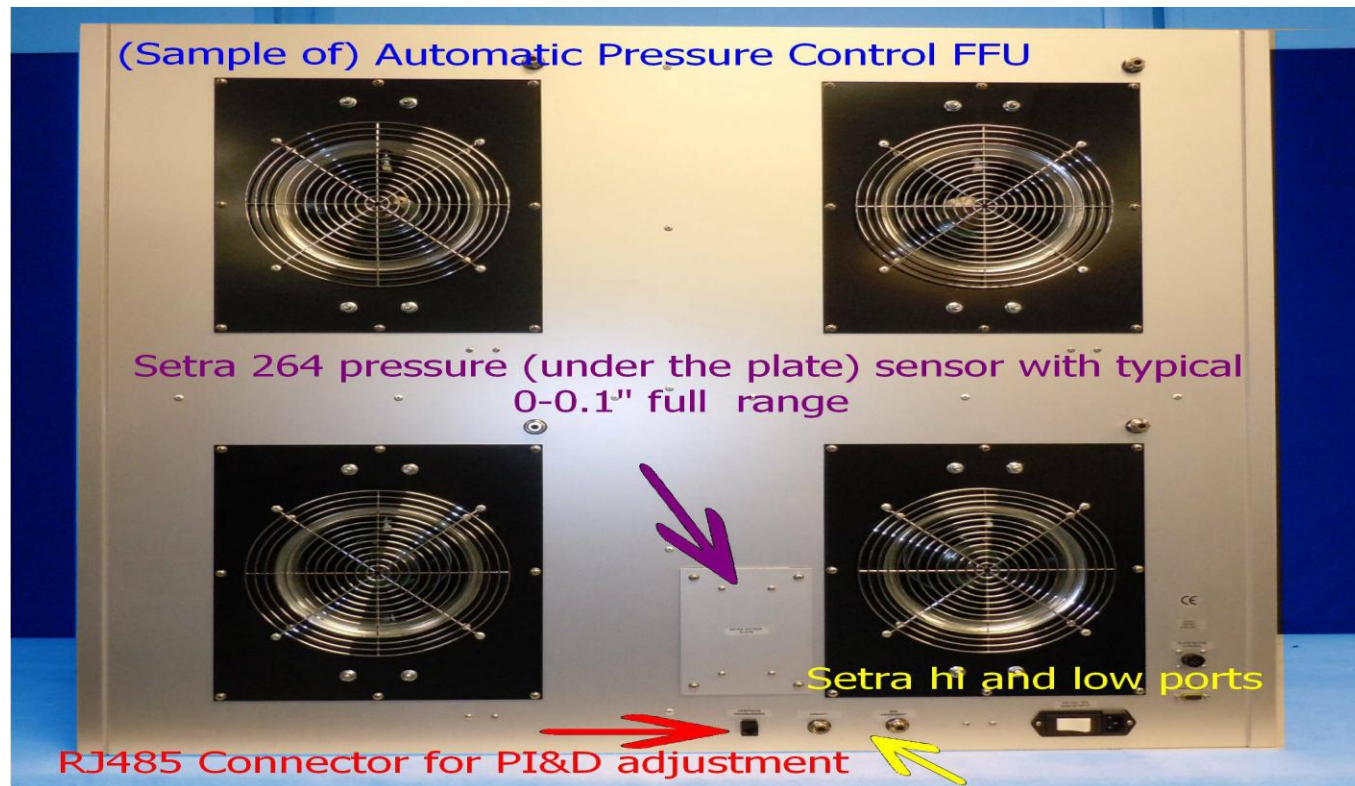 (Sample of) Automatic Pressure Control FFU
Setra 264 pressure (under the plate) sensor with typical
0-0.1" full range
CE
Setra hi and low ports
RJ485 Connector for PI&D adjustment